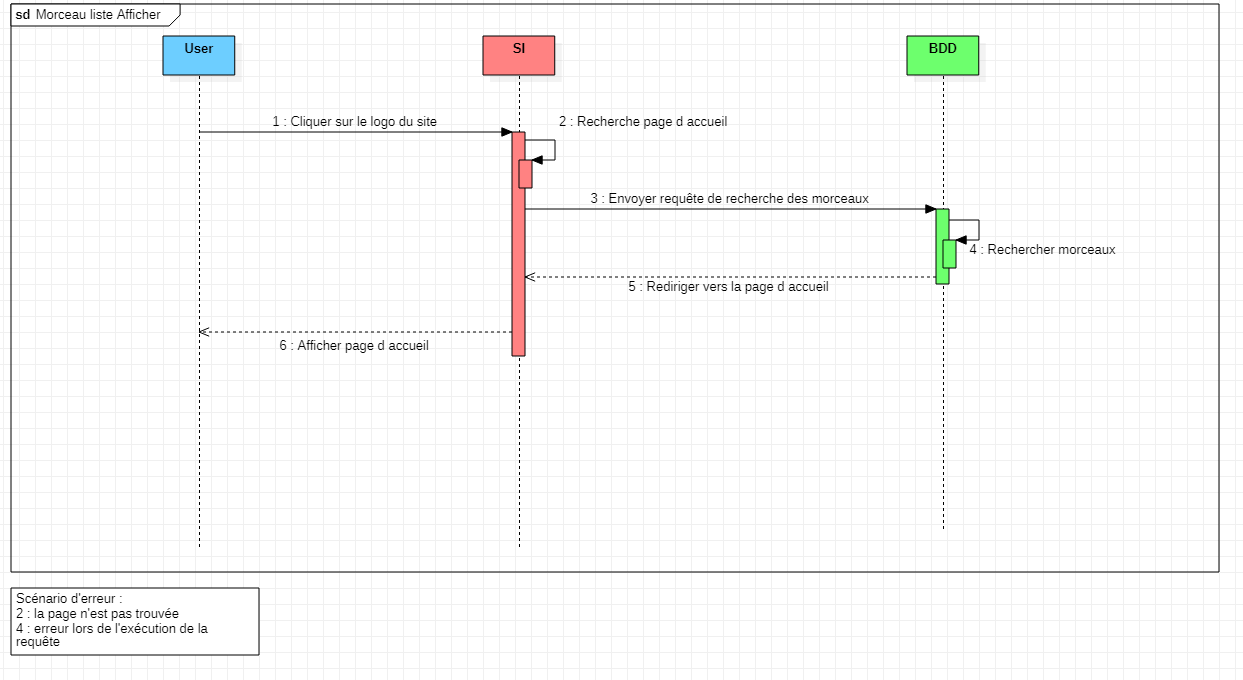 sd Morceau liste Afficher
User
SI
BDD
1 : Cliquer sur le logo du site
2 : Recherche page d accueil
3 : Envoyer requête de recherche des morceaux
4 : Rechercher morceaux
5 : Rediriger vers la page d accueil
6 : Afficher page d accueil
Scénario d'erreur :
2 : la page n'est pas trouvée
4 : erreur lors de l'exécution de la
requête